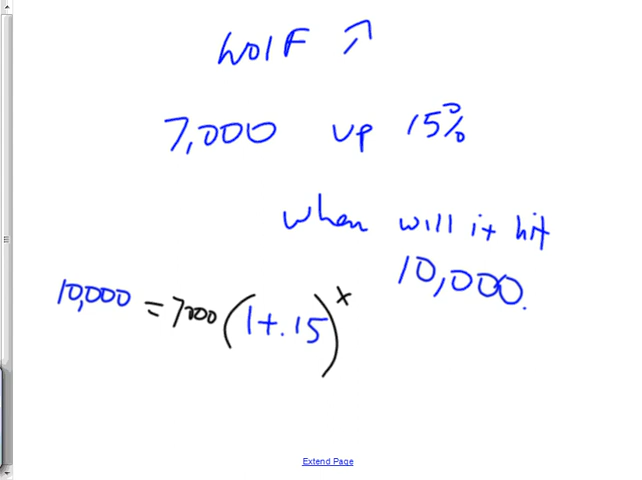 wolf ↗
7,000 up 15%
when will it hit
10,000.
10,000 = 7000 (1+.15)^x
Extend Page